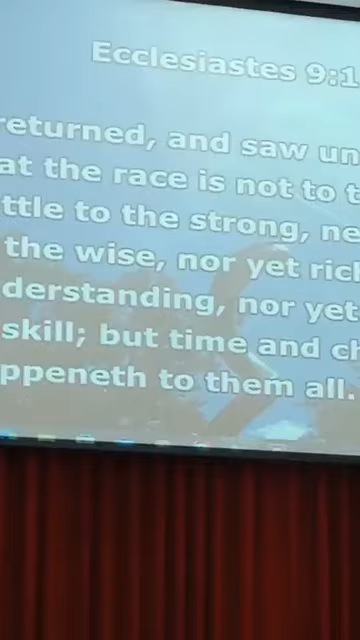 Ecclesiastes 9:1
returned, and saw un
at the race is not to t
ttle to the strong, ne
the wise, nor yet rich
derstanding, nor yet
skill; but time and ch
ppeneth to them all.